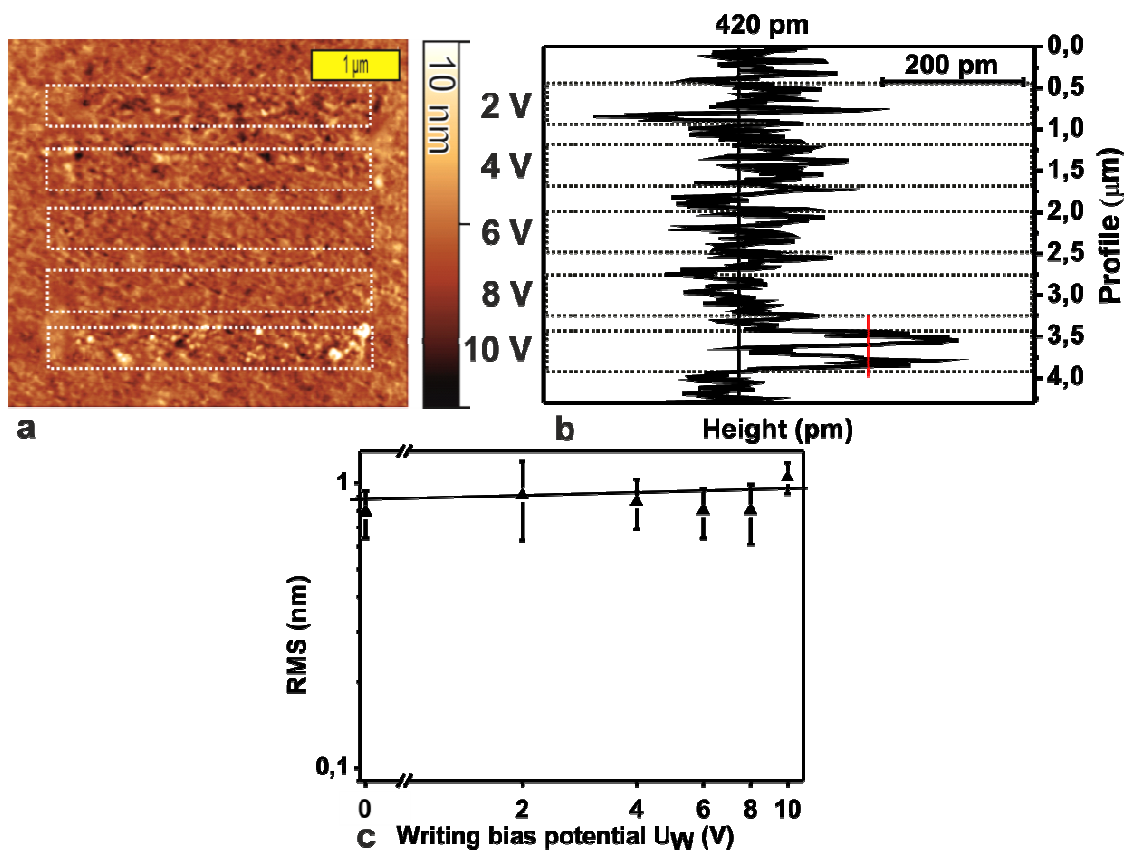 420 pm
1 µm
10 nm
200 pm
2 V
4 V
6 V
8 V
10 V
0,0
0,5
1,0
1,5
2,0
2,5
3,0
3,5
4,0
Profile (µm)
a
b
Height (pm)
1
0,1
RMS (nm)
0
2
4
6
8
10
c
Writing bias potential UW (V)